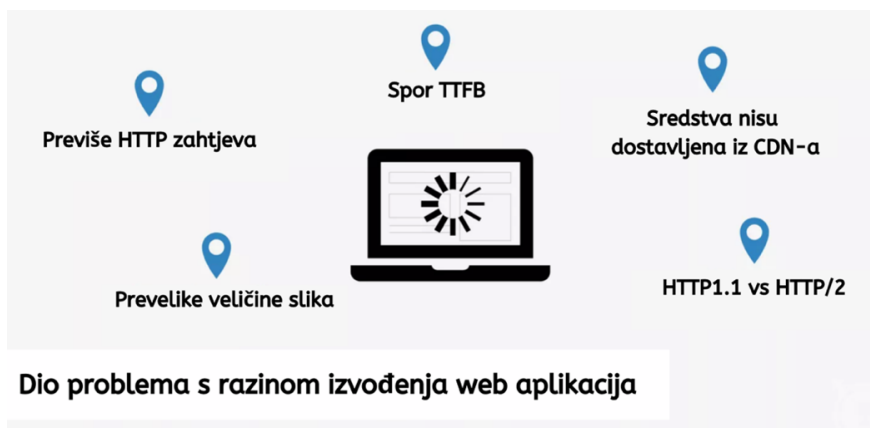 Spor TTFB
Sredstva nisu
dostavljena iz CDN-a
Previše HTTP zahtjeva
Prevelike veličine slika
HTTP1.1 vs HTTP/2
Dio problema s razinom izvođenja web aplikacija